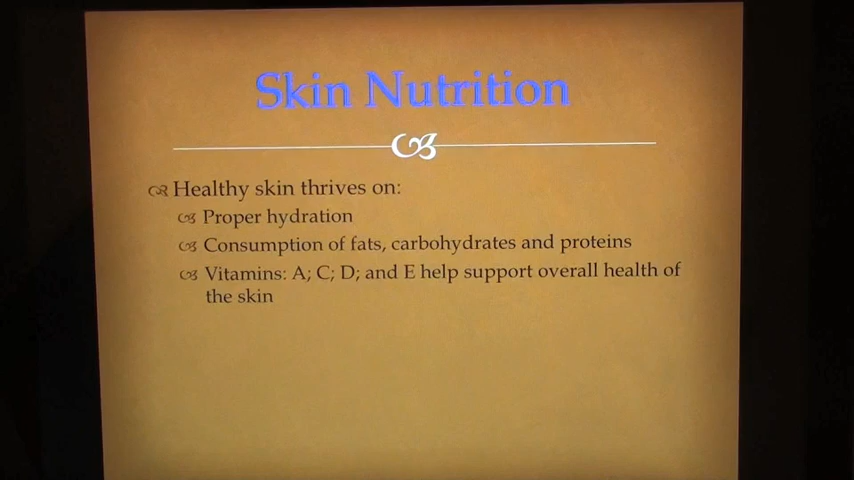 Skin Nutrition
Healthy skin thrives on:
Proper hydration
Consumption of fats, carbohydrates and proteins
Vitamins: A; C; D; and E help support overall health of
the skin